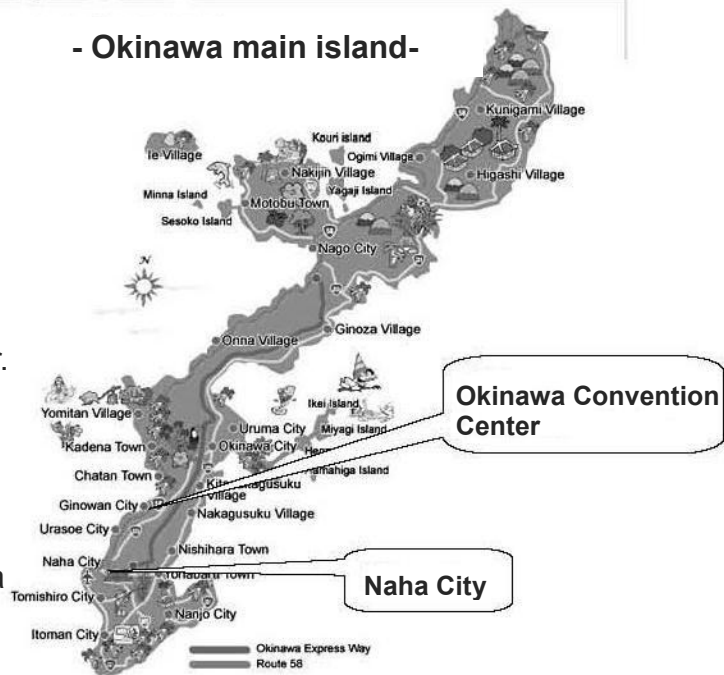 - Okinawa main island-
Kunigami Village
Kouri island
Ogimi Village
Ie Village
Nakijin Village
Higashi Village
Yagaji Island
Minna Island
Motobu Town
Sesoko Island
Nago City
N
Ginoza Village
Onna Village
Okinawa Convention
Center
Ikei Island
Yomitan Village
Uruma City
Miyagi Island
Kadena Town
Okinawa City
Chatan Town
Village
Ginowan City
Nakagusuku Village
Urasoe City
Nishihara Town
Naha City
Town
Naha City
a
Tomishiro City
Nanjo City
Itoman City
Okinawa Express Way
Route 58